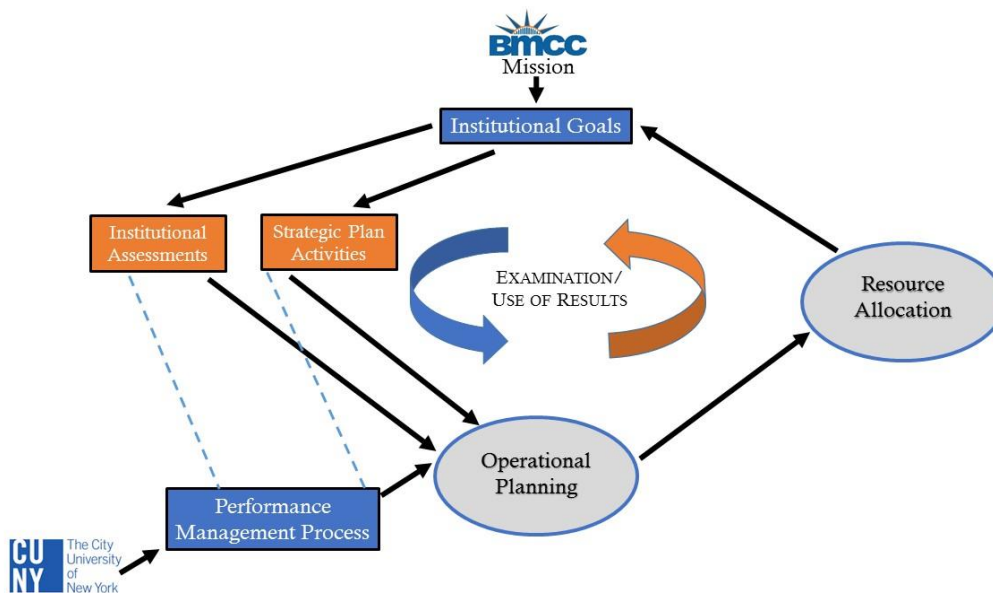 BMCC
Mission
Institutional Goals
Institutional
Assessments
Strategic Plan
Activities
EXAMINATION/
USE OF RESULTS
Resource
Allocation
Operational
Planning
Performance
Management Process
CU
NY
The City
University
of
New York